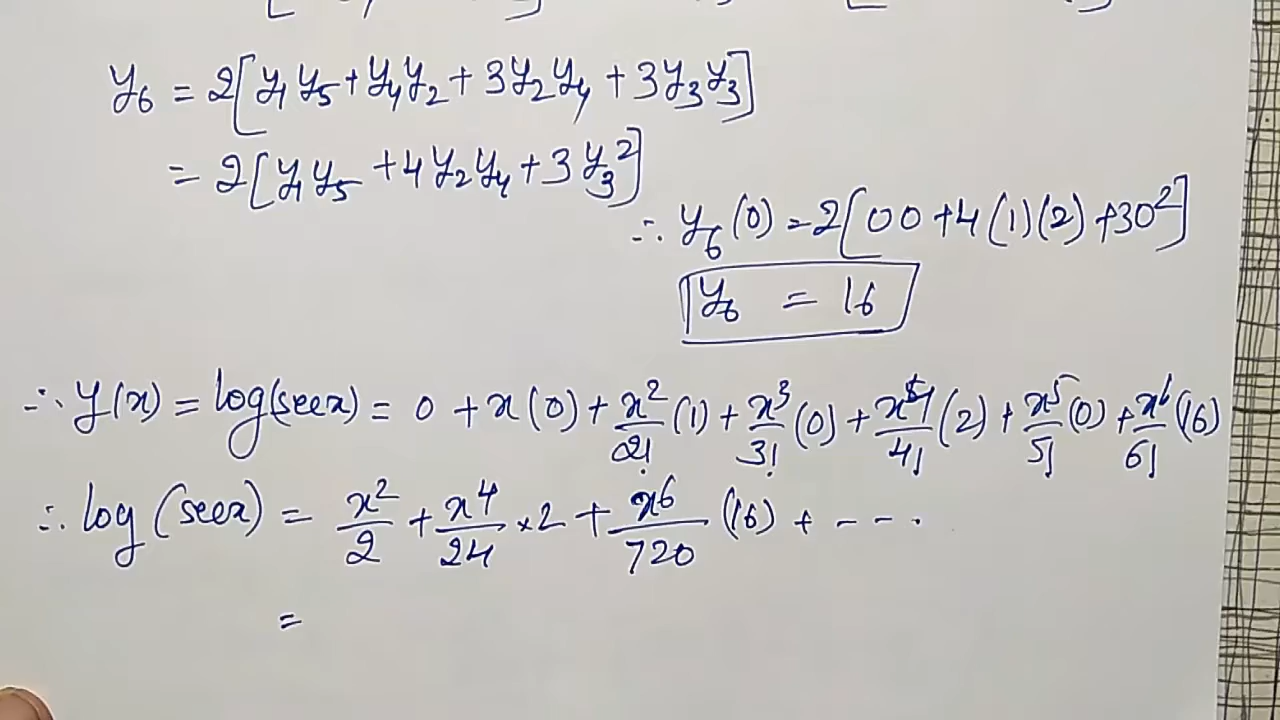 y₆ = 2[y₁y₅ + y₄y₂ + 3y₂y₄ + 3y₃y₃]
= 2[y₁y₅ + 4y₂y₄ + 3y₃²]
∴ y₆(0) = 2[00 + 4(1)(2) + 30²]
y₆ = 16
∴ y(x) = log(secx) = 0 + x(0) + x²/2! (1) + x³/3! (0) + x⁴/4! (2) + x⁵/5! (0) + x⁶/6! (16)
∴ log(secx) = x²/2 + x⁴/24 × 2 + x⁶/720 (16) + ----
=